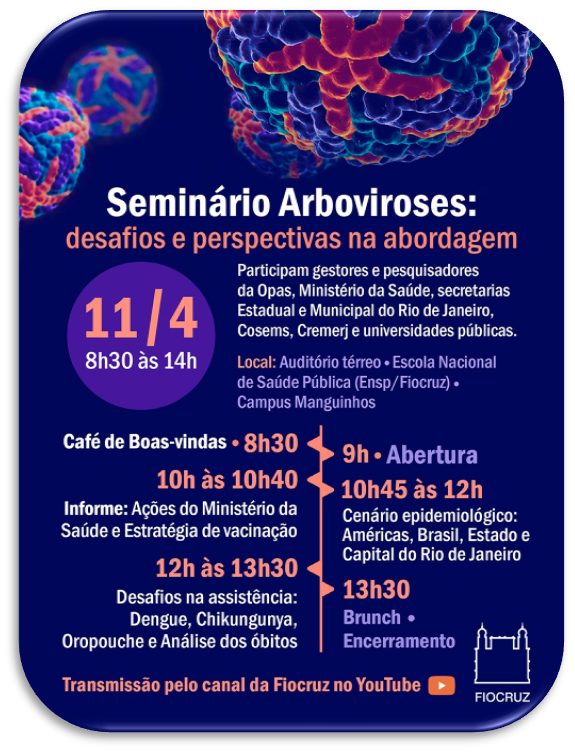 Seminário Arboviroses:
desafios e perspectivas na abordagem
11/4
8h30 às 14h
Participam gestores e pesquisadores
da Opas, Ministério da Saúde, secretarias
Estadual e Municipal do Rio de Janeiro,
Cosems, Cremerj e universidades públicas.
Local: Auditório térreo • Escola Nacional
de Saúde Pública (Ensp/Fiocruz) •
Campus Manguinhos
Café de Boas-vindas • 8h30
9h • Abertura
10h às 10h40
Informe: Ações do Ministério da
Saúde e Estratégia de vacinação
10h45 às 12h
Cenário epidemiológico:
Américas, Brasil, Estado e
Capital do Rio de Janeiro
12h às 13h30
Desafios na assistência:
Dengue, Chikungunya,
Oropouche e Análise dos óbitos
13h30
Brunch •
Encerramento
Transmissão pelo canal da Fiocruz no YouTube
FIOCRUZ